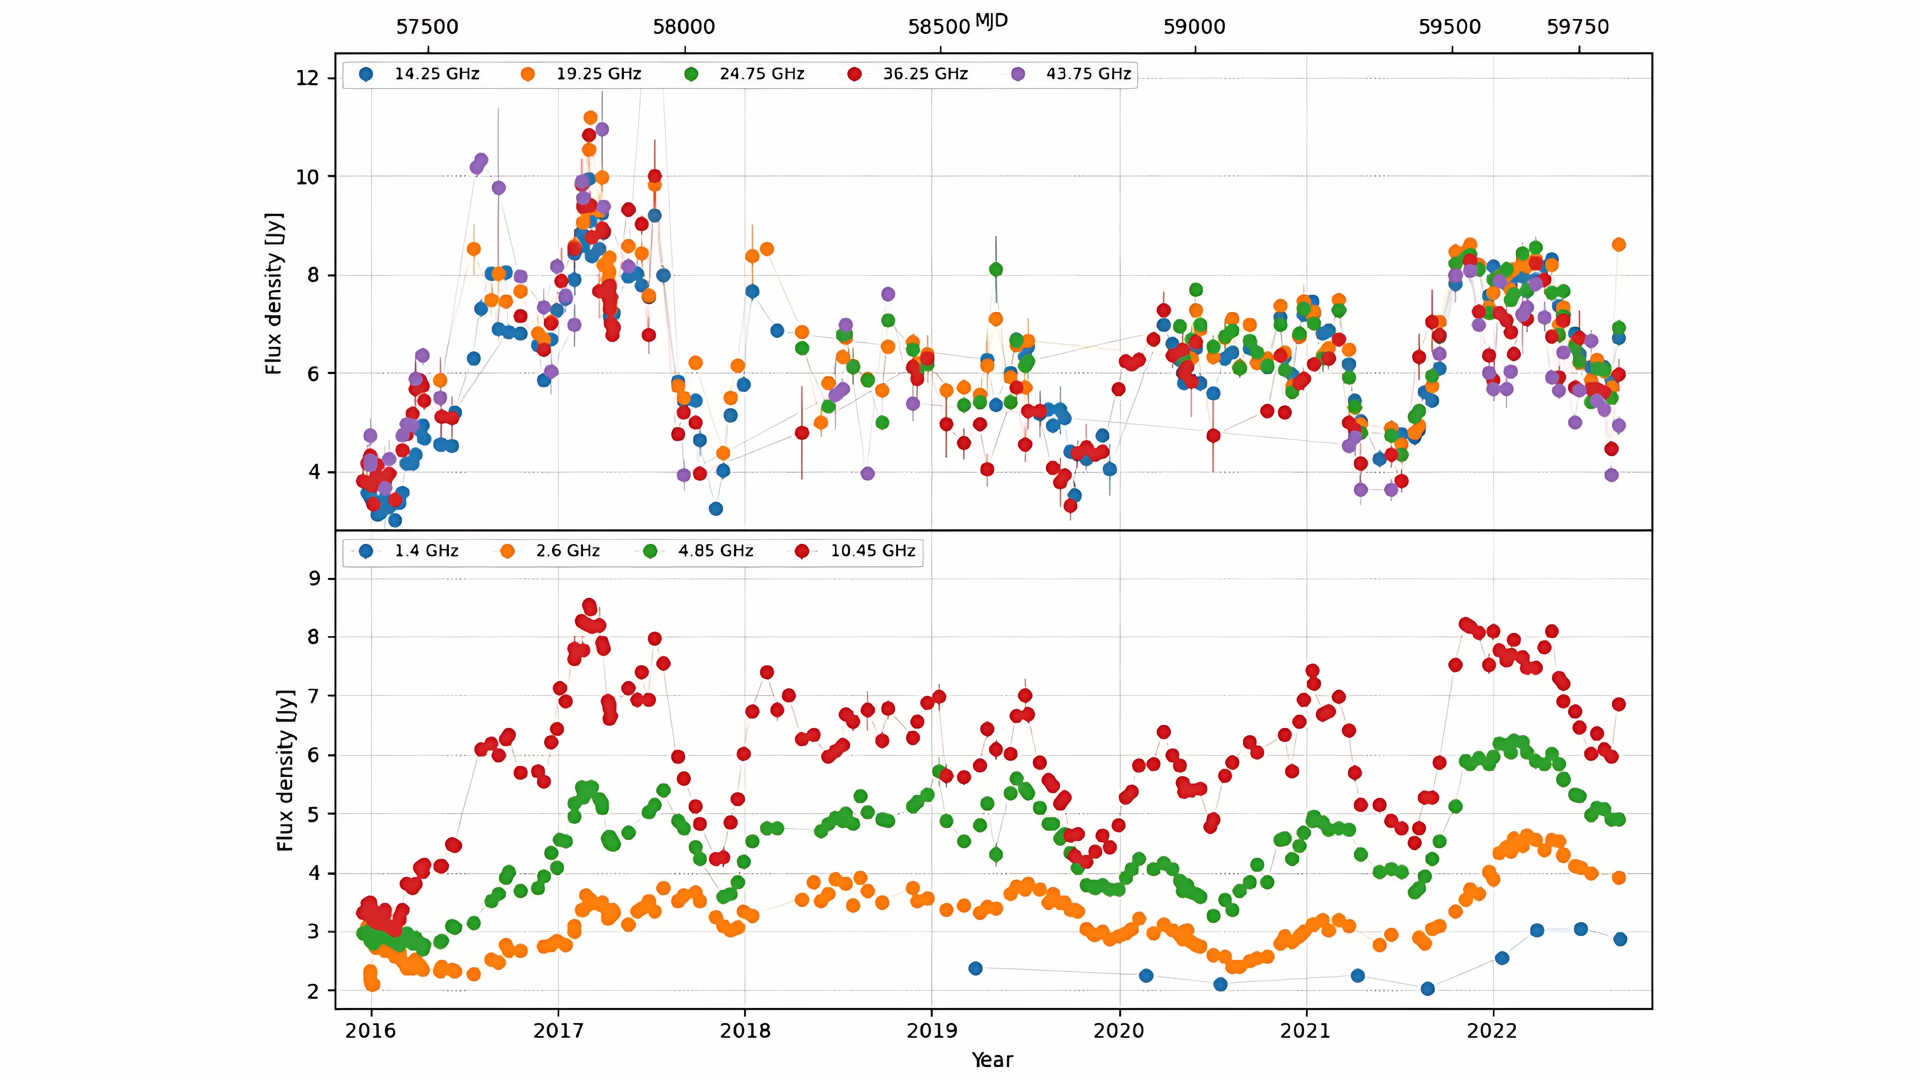 57500 58000 58500 MJD 59000 59500 59750
14.25 GHz 19.25 GHz 24.75 GHz 36.25 GHz 43.75 GHz
12
10
8
6
4
Flux density [Jy]
1.4 GHz 2.6 GHz 4.85 GHz 10.45 GHz
9
8
7
6
5
4
3
2
Flux density [Jy]
2016 2017 2018 2019 2020 2021 2022
Year